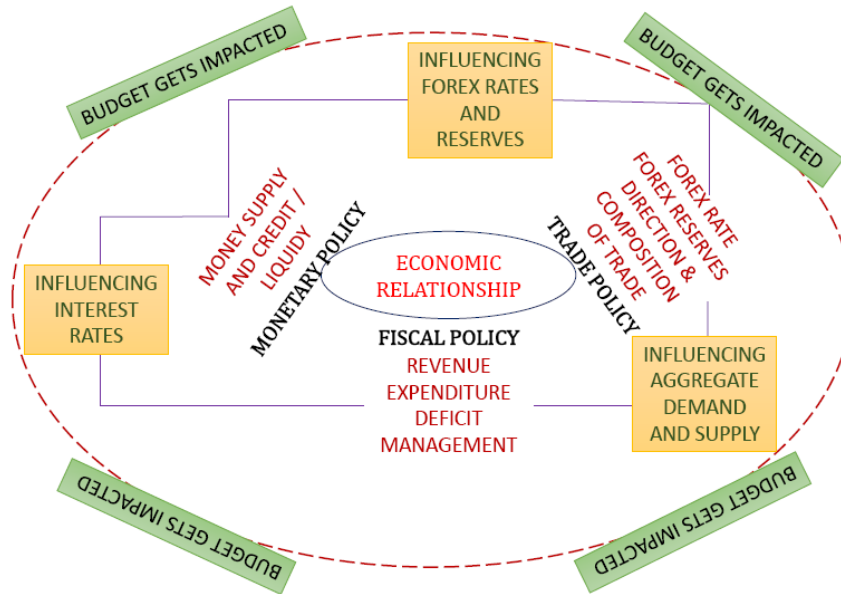 BUDGET GETS IMPACTED
BUDGET GETS IMPACTED
INFLUENCING
FOREX RATES
AND
RESERVES
MONEY SUPPLY
AND CREDIT /
LIQUIDY
MONETARY POLICY
FOREX RATE
FOREX RESERVES
DIRECTION &
COMPOSITION
OF TRADE
TRADE POLICY
ECONOMIC
RELATIONSHIP
INFLUENCING
INTEREST
RATES
FISCAL POLICY
REVENUE
EXPENDITURE
DEFICIT
MANAGEMENT
INFLUENCING
AGGREGATE
DEMAND
AND SUPPLY
BUDGET GETS IMPACTED
BUDGET GETS IMPACTED